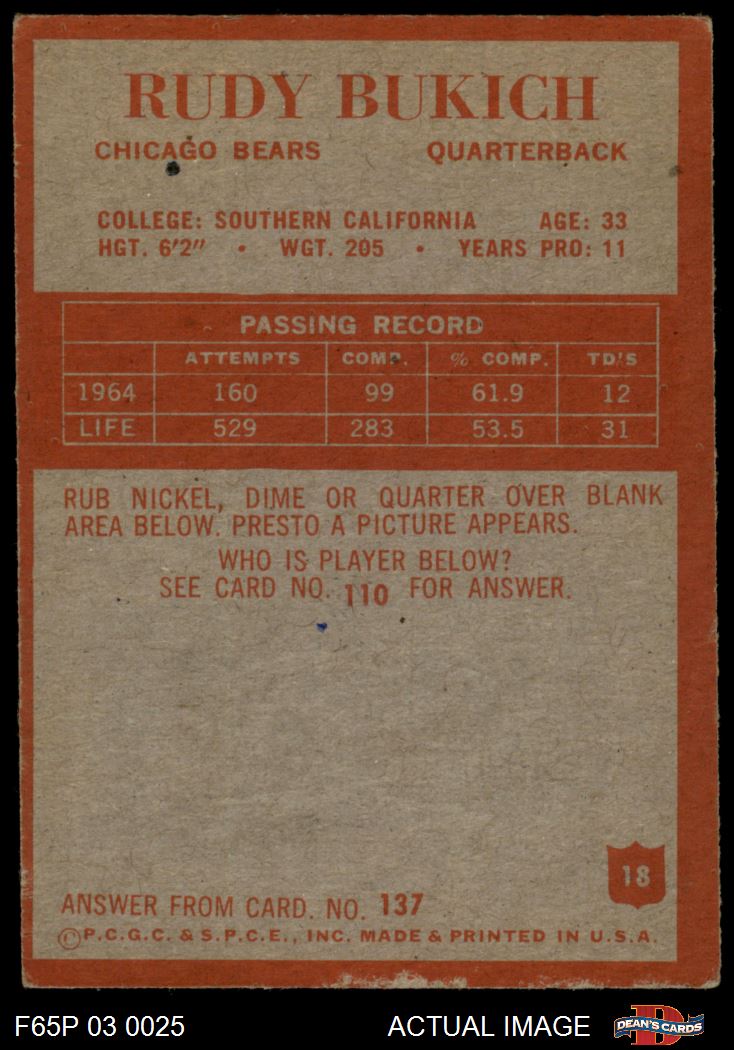 RUDY BUKICH
CHICAGO BEARS QUARTERBACK
COLLEGE: SOUTHERN CALIFORNIA AGE: 33
HGT. 6'2" • WGT. 205 • YEARS PRO: 11
PASSING RECORD
ATTEMPTS COMP. % COMP. TD'S
1964 160 99 61.9 12
LIFE 529 283 53.5 31
RUB NICKEL, DIME OR QUARTER OVER BLANK
AREA BELOW. PRESTO A PICTURE APPEARS.
WHO IS PLAYER BELOW?
SEE CARD NO. 110 FOR ANSWER.
18
ANSWER FROM CARD. NO. 137
©P.C.G.C. & S.P.C.E., INC. MADE & PRINTED IN U.S.A.
F65P 03 0025 ACTUAL IMAGE D DEAN'S CARDS